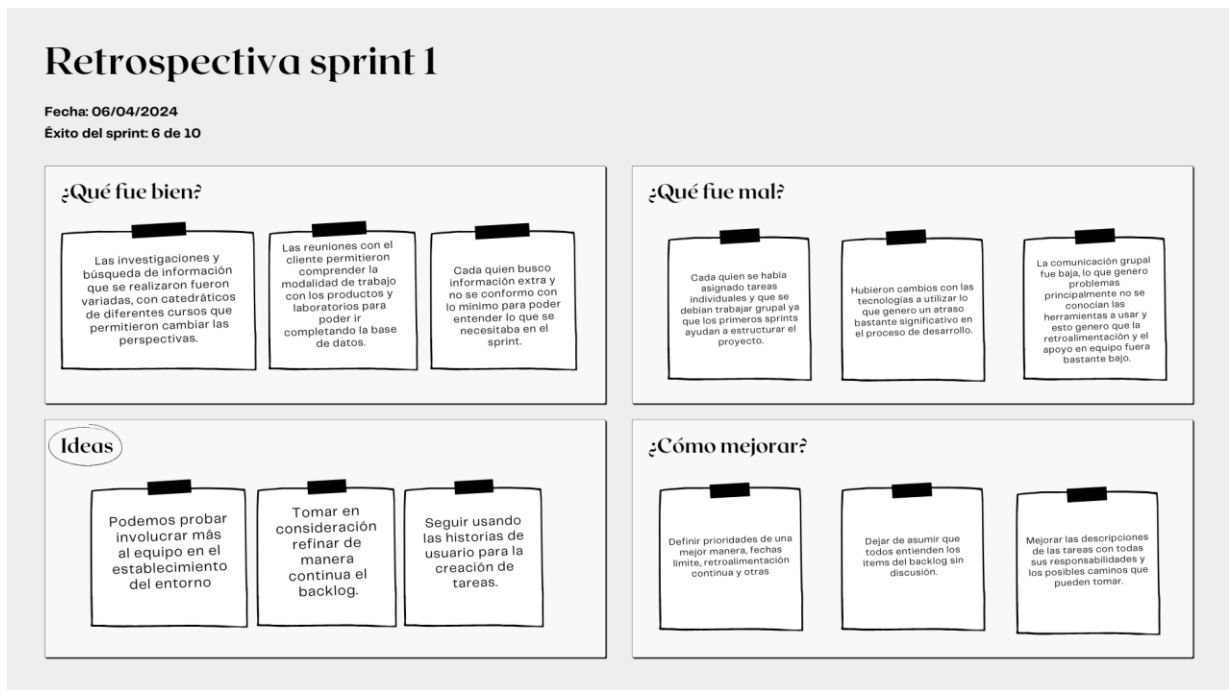 Retrospectiva sprint 1
Fecha: 06/04/2024
Éxito del sprint: 6 de 10
¿Qué fue bien?
Las investigaciones y
búsqueda de información
que se realizaron fueron
variadas, con catedráticos
de diferentes cursos que
permitieron cambiar las
perspectivas.
Las reuniones con el
cliente permitieron
comprender la
modalidad de trabajo
con los productos y
laboratorios para
poder ir
completando la base
de datos.
Cada quien busco
información extra y
no se conformo con
lo mínimo para poder
entender lo que se
necesitaba en el
sprint.
¿Qué fue mal?
Cada quien se había
asignado tareas
individuales y que se
debían trabajar grupal ya
que los primeros sprints
ayudan a estructurar el
proyecto.
Hubieron cambios con las
tecnologías a utilizar lo
que genero un atraso
bastante significativo en
el proceso de desarrollo.
La comunicación grupal
fue baja, lo que genero
problemas
principalmente no se
conocían las
herramientas a usar y
esto genero que la
retroalimentación y el
apoyo en equipo fuera
bastante bajo.
Ideas
Podemos probar
involucrar más
al equipo en el
establecimiento
del entorno
Tomar en
consideración
refinar de
manera
continua el
backlog.
Seguir usando
las historias de
usuario para la
creación de
tareas.
¿Cómo mejorar?
Definir prioridades de una
mejor manera, fechas
límite, retroalimentación
continua y otras
Dejar de asumir que
todos entienden los
items del backlog sin
discusión.
Mejorar las descripciones
de las tareas con todas
sus responsabilidades y
los posibles caminos que
pueden tomar.